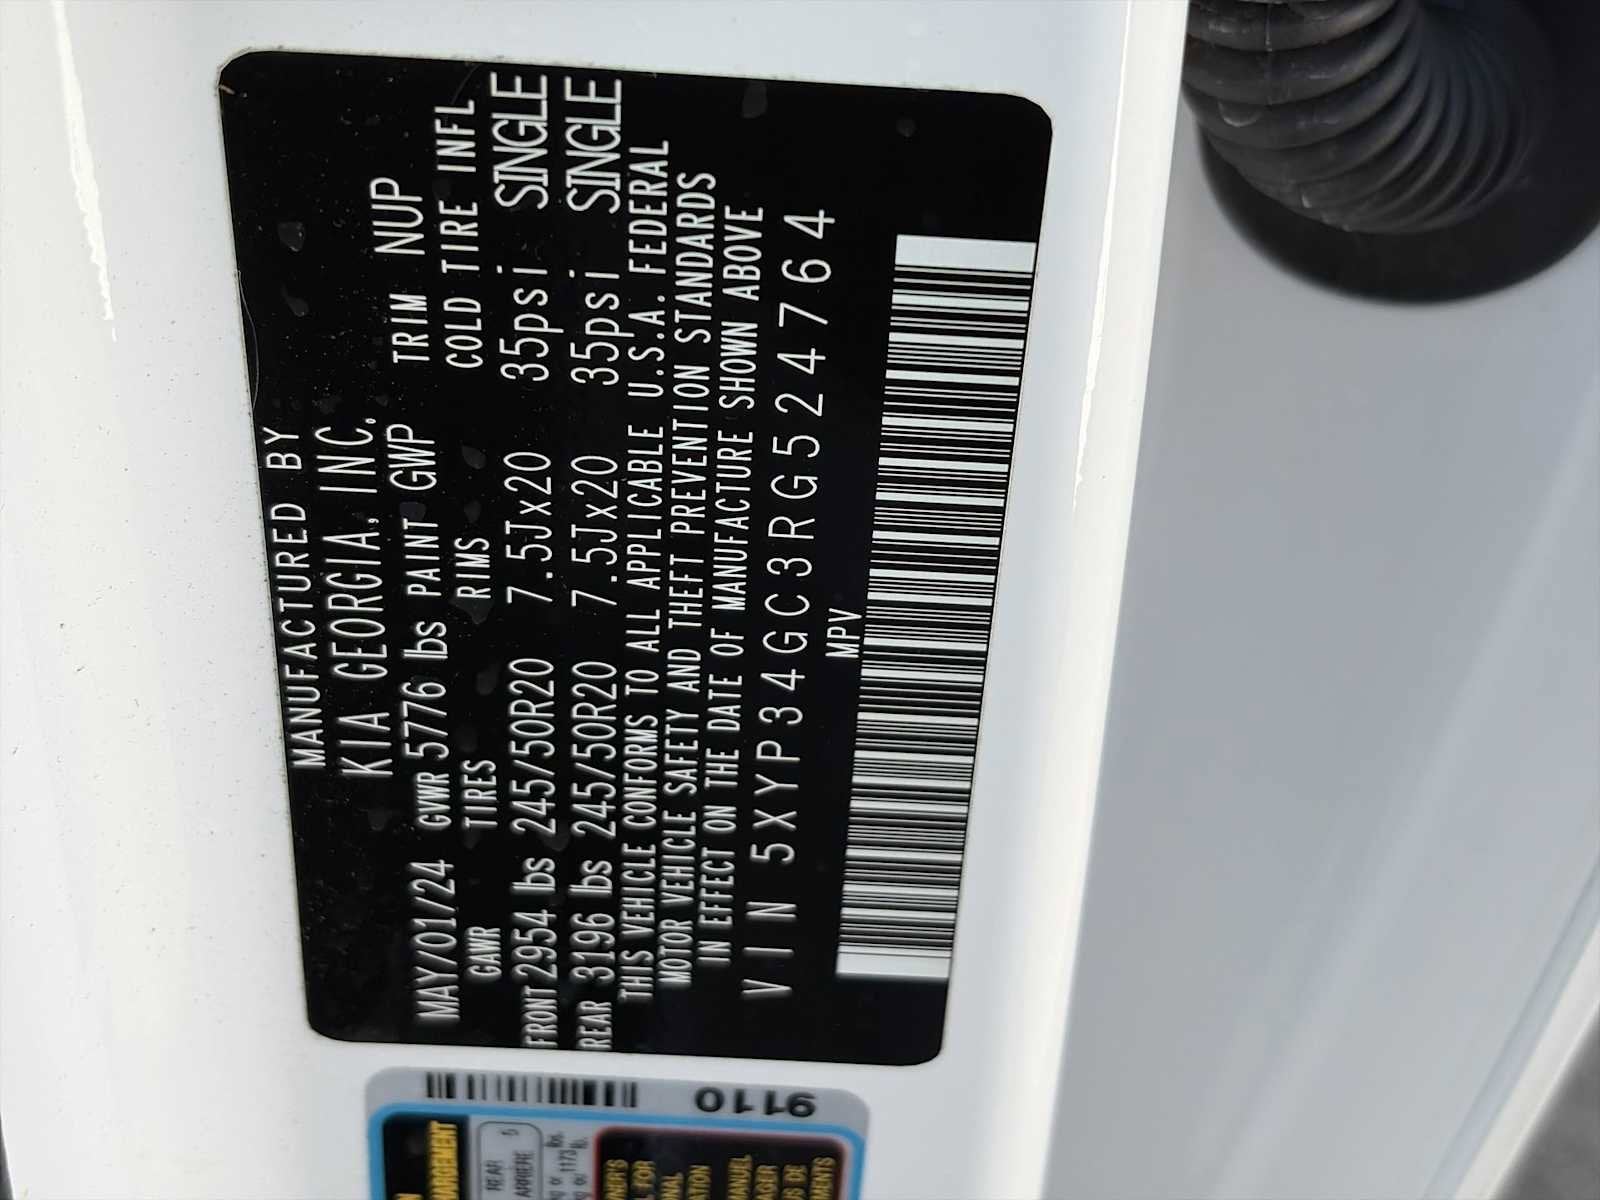 MANUFACTURED BY
KIA GEORGIA, INC.
MAY/01/24 GVWR 5776 lbs PAINT GWP TRIM NUP
GAWR TIRES RIMS COLD TIRE INFL
FRONT 2954 lbs 245/50R20 7.5Jx20 35psi SINGLE
REAR 3196 lbs 245/50R20 7.5Jx20 35psi SINGLE
THIS VEHICLE CONFORMS TO ALL APPLICABLE U.S.A. FEDERAL
MOTOR VEHICLE SAFETY AND THEFT PREVENTION STANDARDS
IN EFFECT ON THE DATE OF MANUFACTURE SHOWN ABOVE
VIN 5XYP34GC3RG524764
MPV
9110
REAR 5
ARRIÈRE